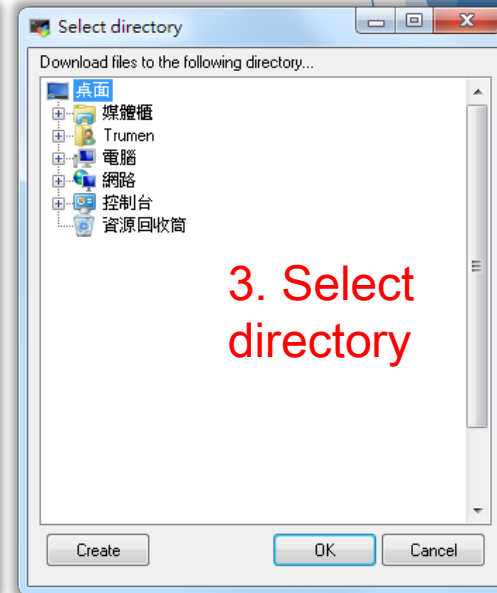 Select directory
Download files to the following directory...
桌面
媒體櫃
Trumen
電腦
網路
控制台
資源回收筒
3. Select
directory
Create
OK
Cancel